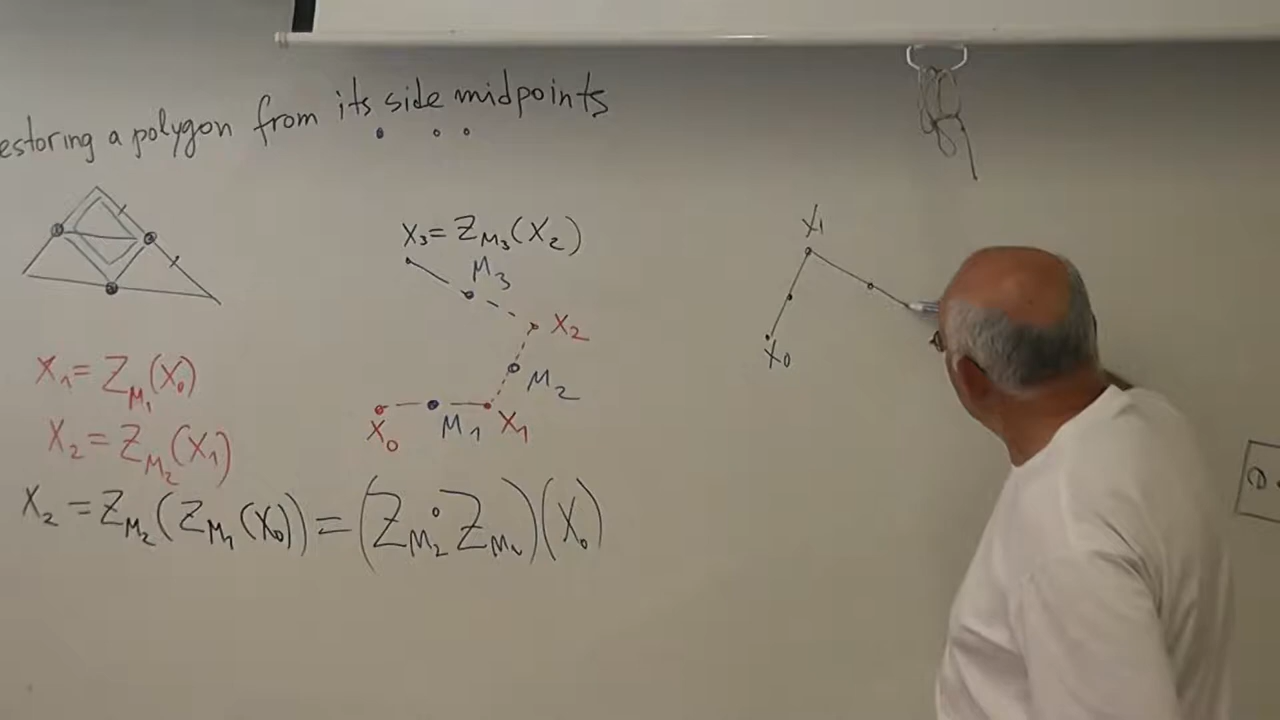 estoring a polygon from its side midpoints
X₃ = Z_M₃(X₂)
M₃
X₂
M₂
X₀ M₁ X₁
X₁ = Z_M₁(X₀)
X₂ = Z_M₂(X₁)
X₂ = Z_M₂(Z_M₁(X₀)) = (Z_M₂ ∘ Z_M₁)(X₀)
X₁
X₀